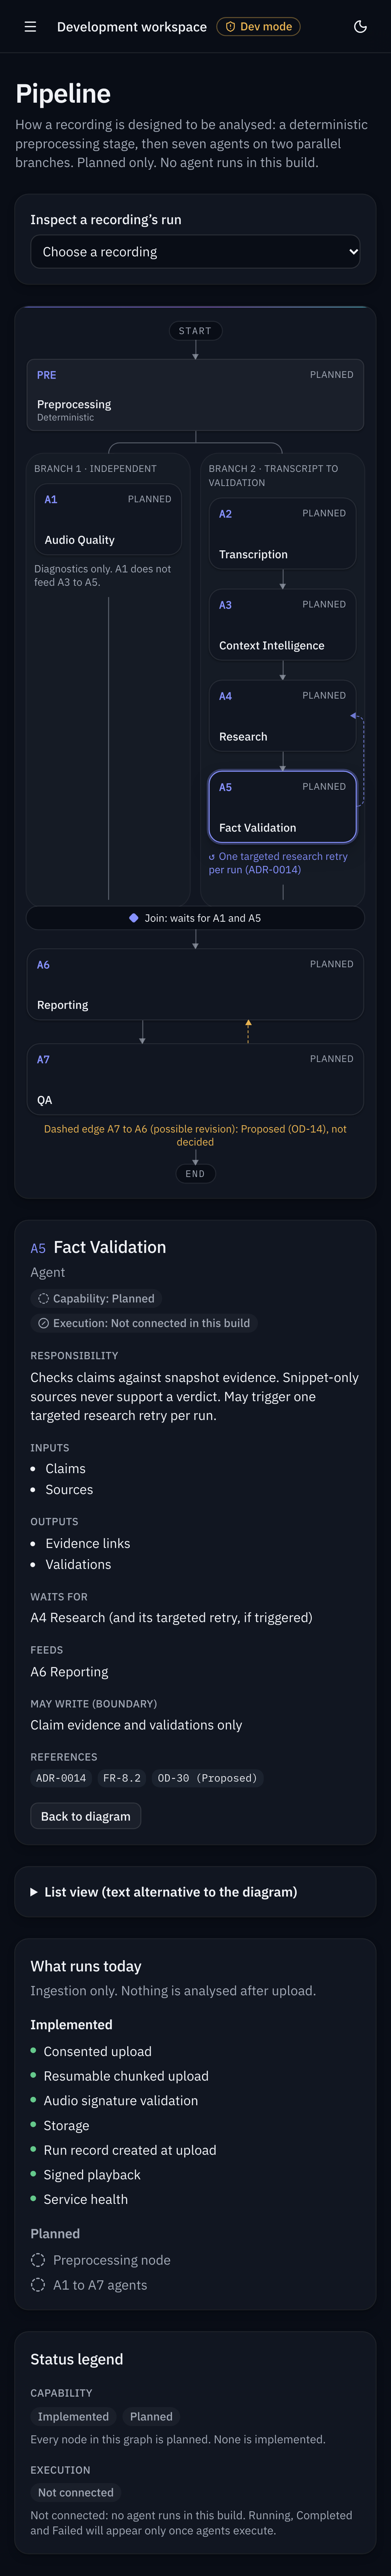 Development workspace
Dev mode
Pipeline
How a recording is designed to be analysed: a deterministic
preprocessing stage, then seven agents on two parallel
branches. Planned only. No agent runs in this build.
Inspect a recording’s run
Choose a recording
START
PRE
PLANNED
Preprocessing
Deterministic
BRANCH 1 · INDEPENDENT
A1
PLANNED
Audio Quality
Diagnostics only. A1 does not
feed A3 to A5.
BRANCH 2 · TRANSCRIPT TO
VALIDATION
A2
PLANNED
Transcription
A3
PLANNED
Context Intelligence
A4
PLANNED
Research
A5
PLANNED
Fact Validation
↺ One targeted research retry
per run (ADR-0014)
Join: waits for A1 and A5
A6
PLANNED
Reporting
A7
PLANNED
QA
Dashed edge A7 to A6 (possible revision): Proposed (OD-14), not
decided
END
A5 Fact Validation
Agent
Capability: Planned
Execution: Not connected in this build
RESPONSIBILITY
Checks claims against snapshot evidence. Snippet-only
sources never support a verdict. May trigger one
targeted research retry per run.
INPUTS
• Claims
• Sources
OUTPUTS
• Evidence links
• Validations
WAITS FOR
A4 Research (and its targeted retry, if triggered)
FEEDS
A6 Reporting
MAY WRITE (BOUNDARY)
Claim evidence and validations only
REFERENCES
ADR-0014 FR-8.2 OD-30 (Proposed)
Back to diagram
List view (text alternative to the diagram)
What runs today
Ingestion only. Nothing is analysed after upload.
Implemented
Consented upload
Resumable chunked upload
Audio signature validation
Storage
Run record created at upload
Signed playback
Service health
Planned
Preprocessing node
A1 to A7 agents
Status legend
CAPABILITY
Implemented Planned
Every node in this graph is planned. None is implemented.
EXECUTION
Not connected
Not connected: no agent runs in this build. Running, Completed
and Failed will appear only once agents execute.